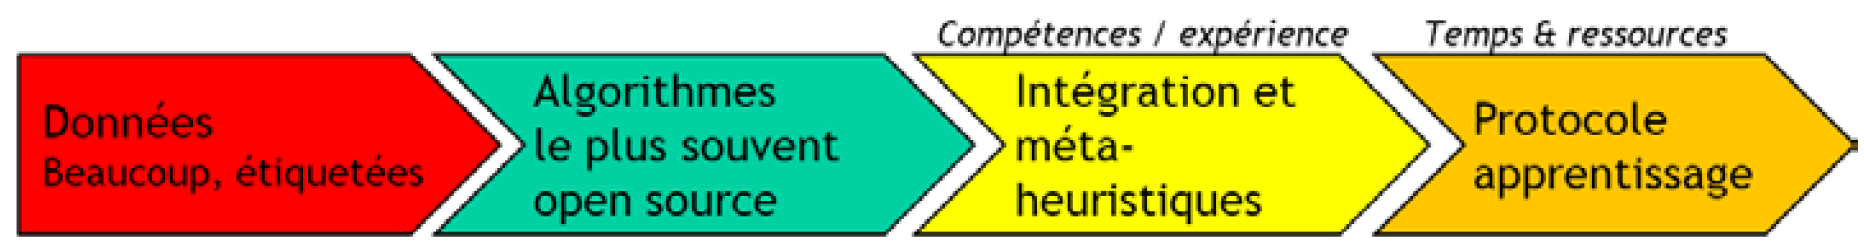 Données
Beaucoup, étiquetées
Algorithmes
le plus souvent
open source
Compétences / expérience
Intégration et
méta-
heuristiques
Temps & ressources
Protocole
apprentissage